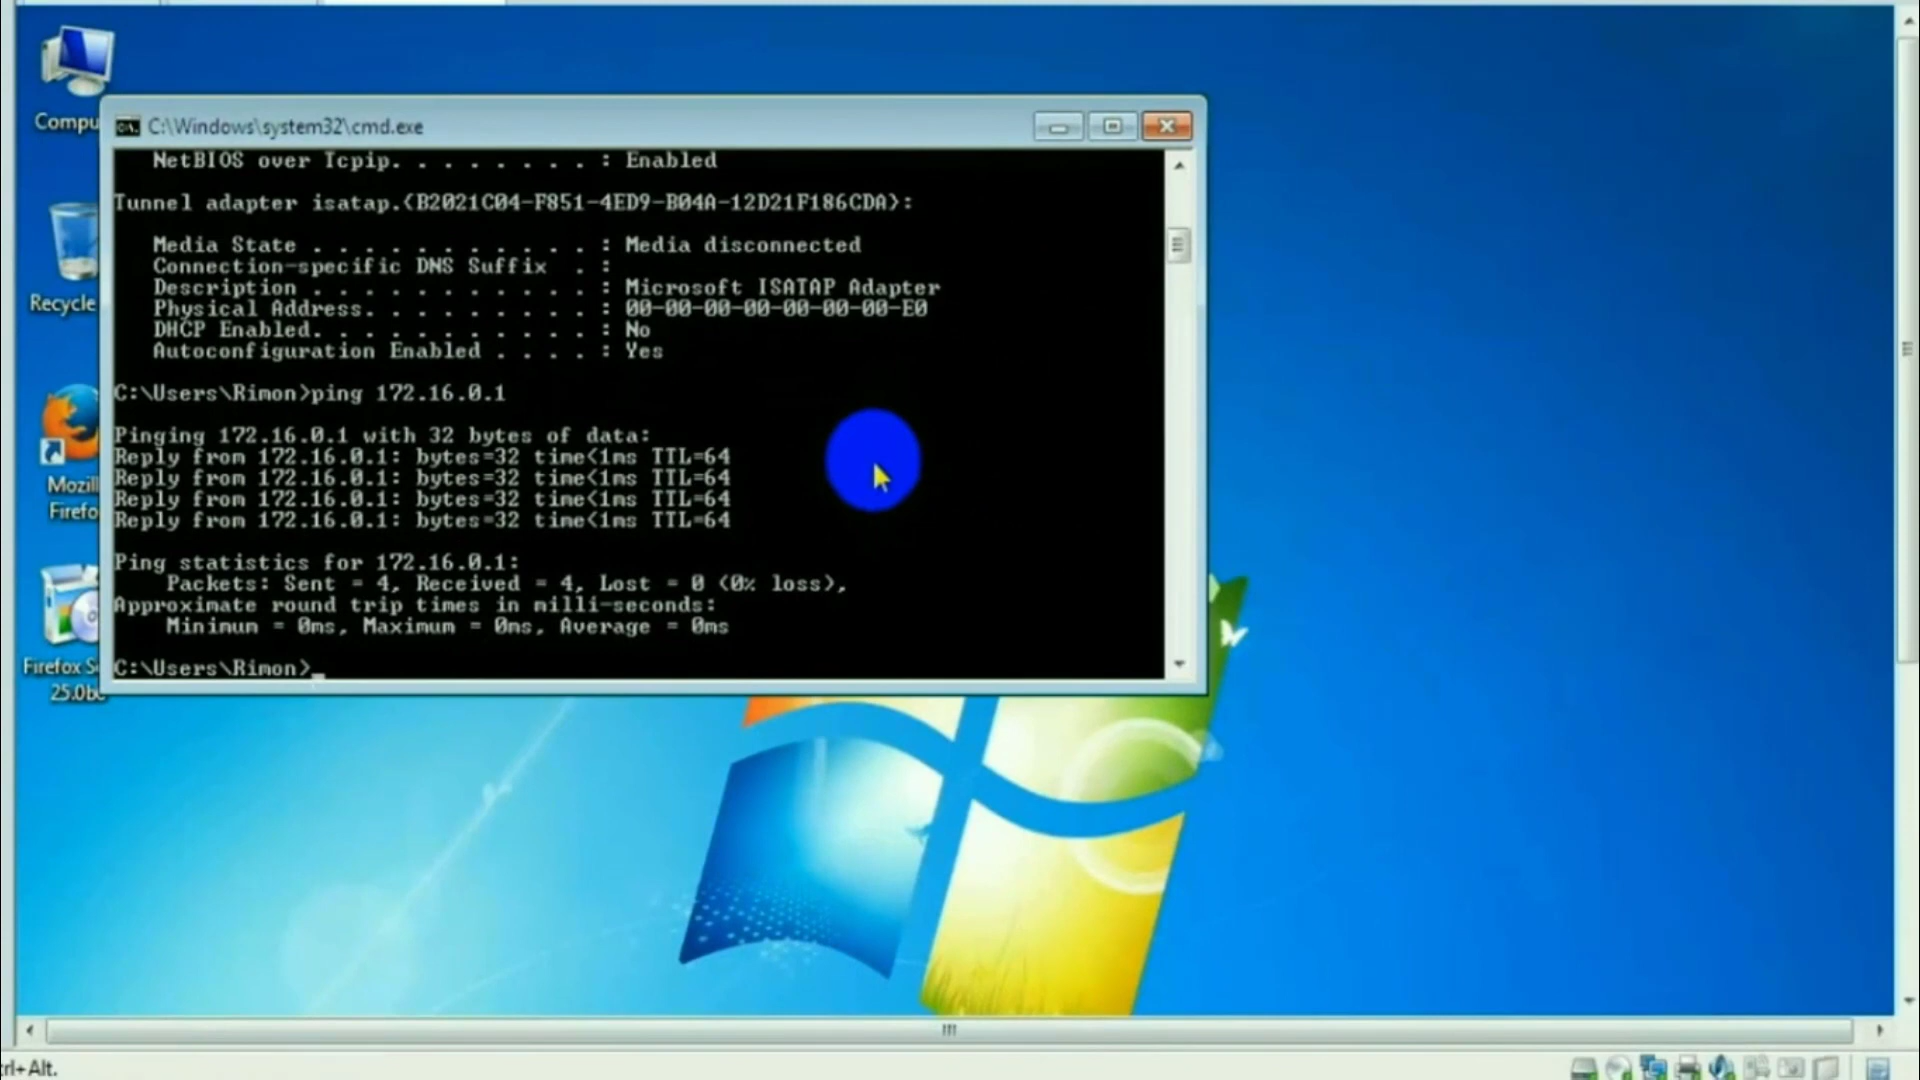 Compu
C:\Windows\system32\cmd.exe
NetBIOS over Tcpip. . . . . . . . : Enabled
Tunnel adapter isatap.{B2021C04-F851-4ED9-B04A-12D21F186CDA}:
Media State . . . . . . . . . . . : Media disconnected
Connection-specific DNS Suffix  . :
Description . . . . . . . . . . . : Microsoft ISATAP Adapter
Physical Address. . . . . . . . . : 00-00-00-00-00-00-00-E0
DHCP Enabled. . . . . . . . . . . : No
Autoconfiguration Enabled . . . . : Yes
C:\Users\Rimon>ping 172.16.0.1
Pinging 172.16.0.1 with 32 bytes of data:
Reply from 172.16.0.1: bytes=32 time<1ms TTL=64
Reply from 172.16.0.1: bytes=32 time<1ms TTL=64
Reply from 172.16.0.1: bytes=32 time<1ms TTL=64
Reply from 172.16.0.1: bytes=32 time<1ms TTL=64
Ping statistics for 172.16.0.1:
Packets: Sent = 4, Received = 4, Lost = 0 (0% loss),
Approximate round trip times in milli-seconds:
Minimum = 0ms, Maximum = 0ms, Average = 0ms
C:\Users\Rimon>_
Recycle
Mozill
Firefo
Firefox S
25.0b
rl+Alt.